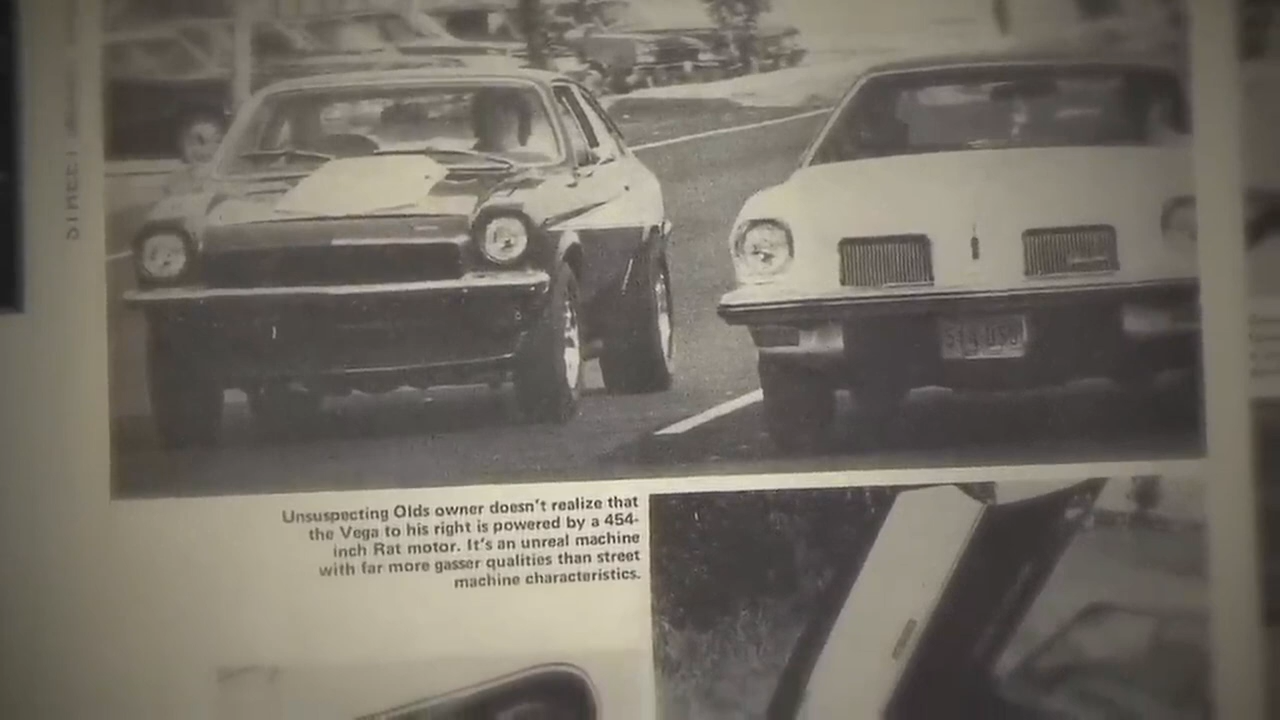 Unsuspecting Olds owner doesn't realize that
the Vega to his right is powered by a 454-
inch Rat motor. It's an unreal machine
with far more gasser qualities than street
machine characteristics.